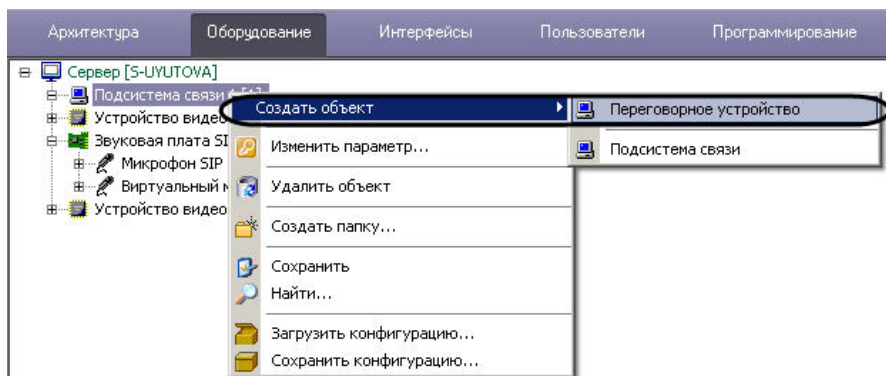 Архитектура Оборудование Интерфейсы Пользователи Программирование
Сервер [S-UYUTOVA]
Подсистема связи
Создать объект
Переговорное устройство
Устройство видео
Звуковая плата SI
Изменить параметр...
Подсистема связи
Микрофон SIP
Виртуальный
Удалить объект
Устройство видео
Создать папку...
Сохранить
Найти...
Загрузить конфигурацию...
Сохранить конфигурацию...